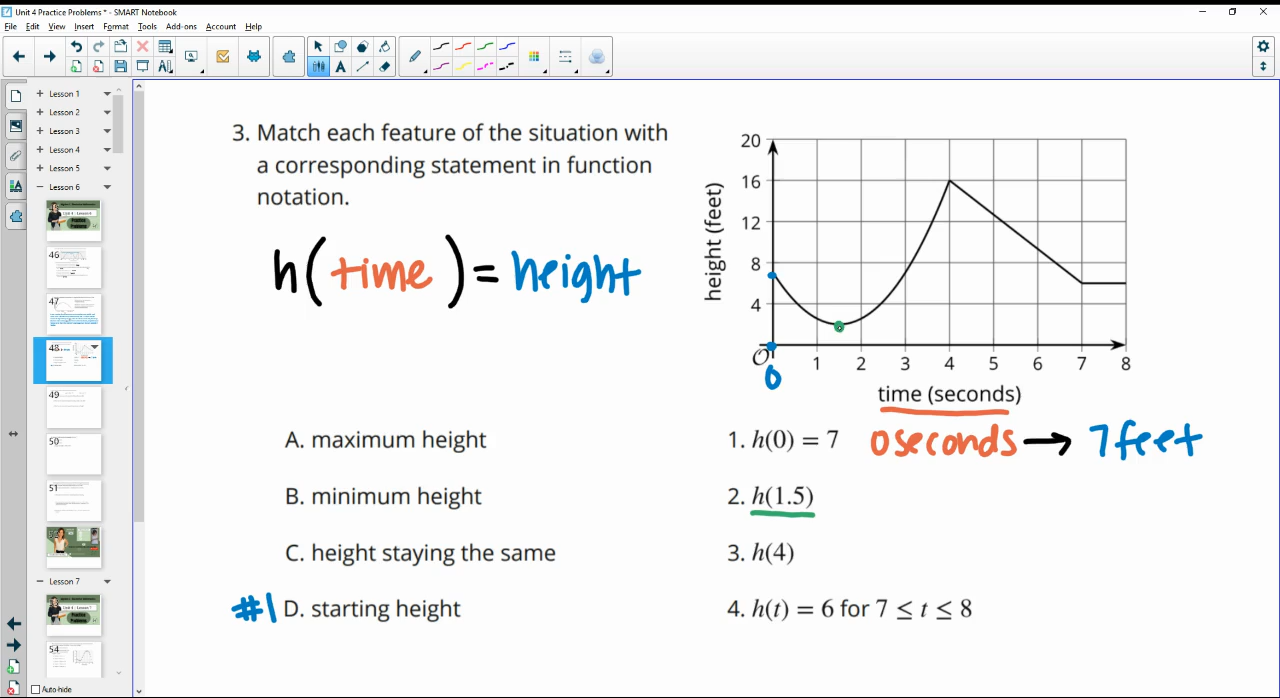 Unit 4 Practice Problems * - SMART Notebook
File Edit View Insert Format Tools Add-ons Account Help
Lesson 1
Lesson 2
Lesson 3
Lesson 4
Lesson 5
Lesson 6
46
47
48
49
50
51
Lesson 7
54
Auto-hide
3. Match each feature of the situation with
a corresponding statement in function
notation.
h(time) = height
A. maximum height
B. minimum height
C. height staying the same
#1 D. starting height
height (feet)
20
16
12
8
4
O 1 2 3 4 5 6 7 8
0
time (seconds)
1. h(0) = 7 0 seconds → 7 feet
2. h(1.5)
3. h(4)
4. h(t) = 6 for 7 ≤ t ≤ 8